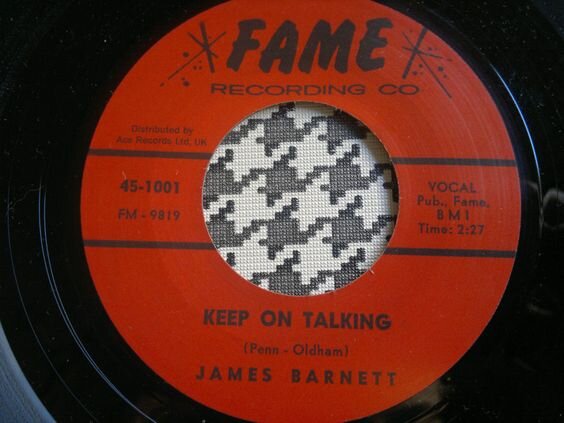 FAME
RECORDING CO
Distributed by
Ace Records Ltd, UK
45-1001
FM - 9819
VOCAL
Pub., Fame,
BMI
Time: 2:27
KEEP ON TALKING
(Penn - Oldham)
JAMES BARNETT